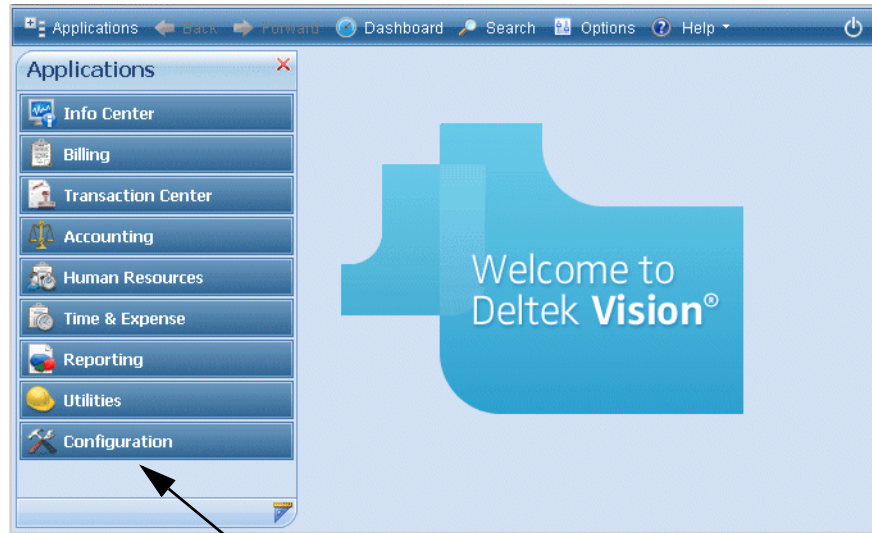 Applications Back Forward Dashboard Search Options Help
Applications
Info Center
Billing
Transaction Center
Accounting
Human Resources
Time & Expense
Reporting
Utilities
Configuration
Welcome to
Deltek Vision®